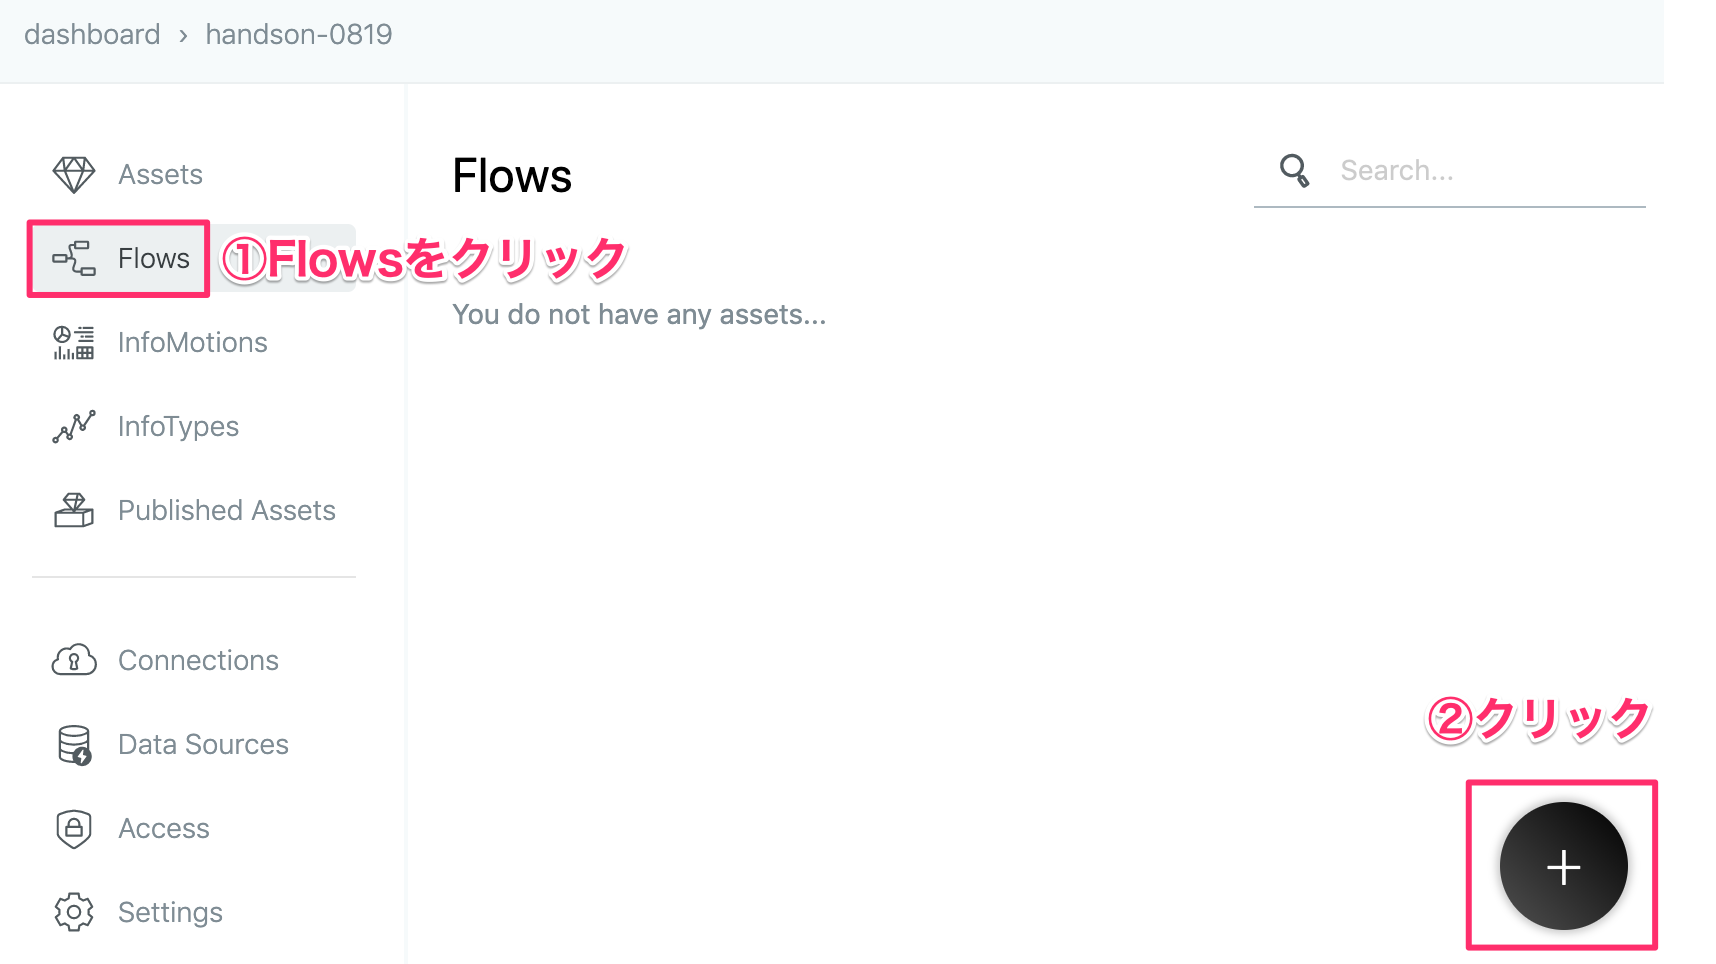 dashboard › handson-0819
Assets
Flows
InfoMotions
InfoTypes
Published Assets
Connections
Data Sources
Access
Settings
Flows
Search...
①Flowsをクリック
You do not have any assets...
②クリック